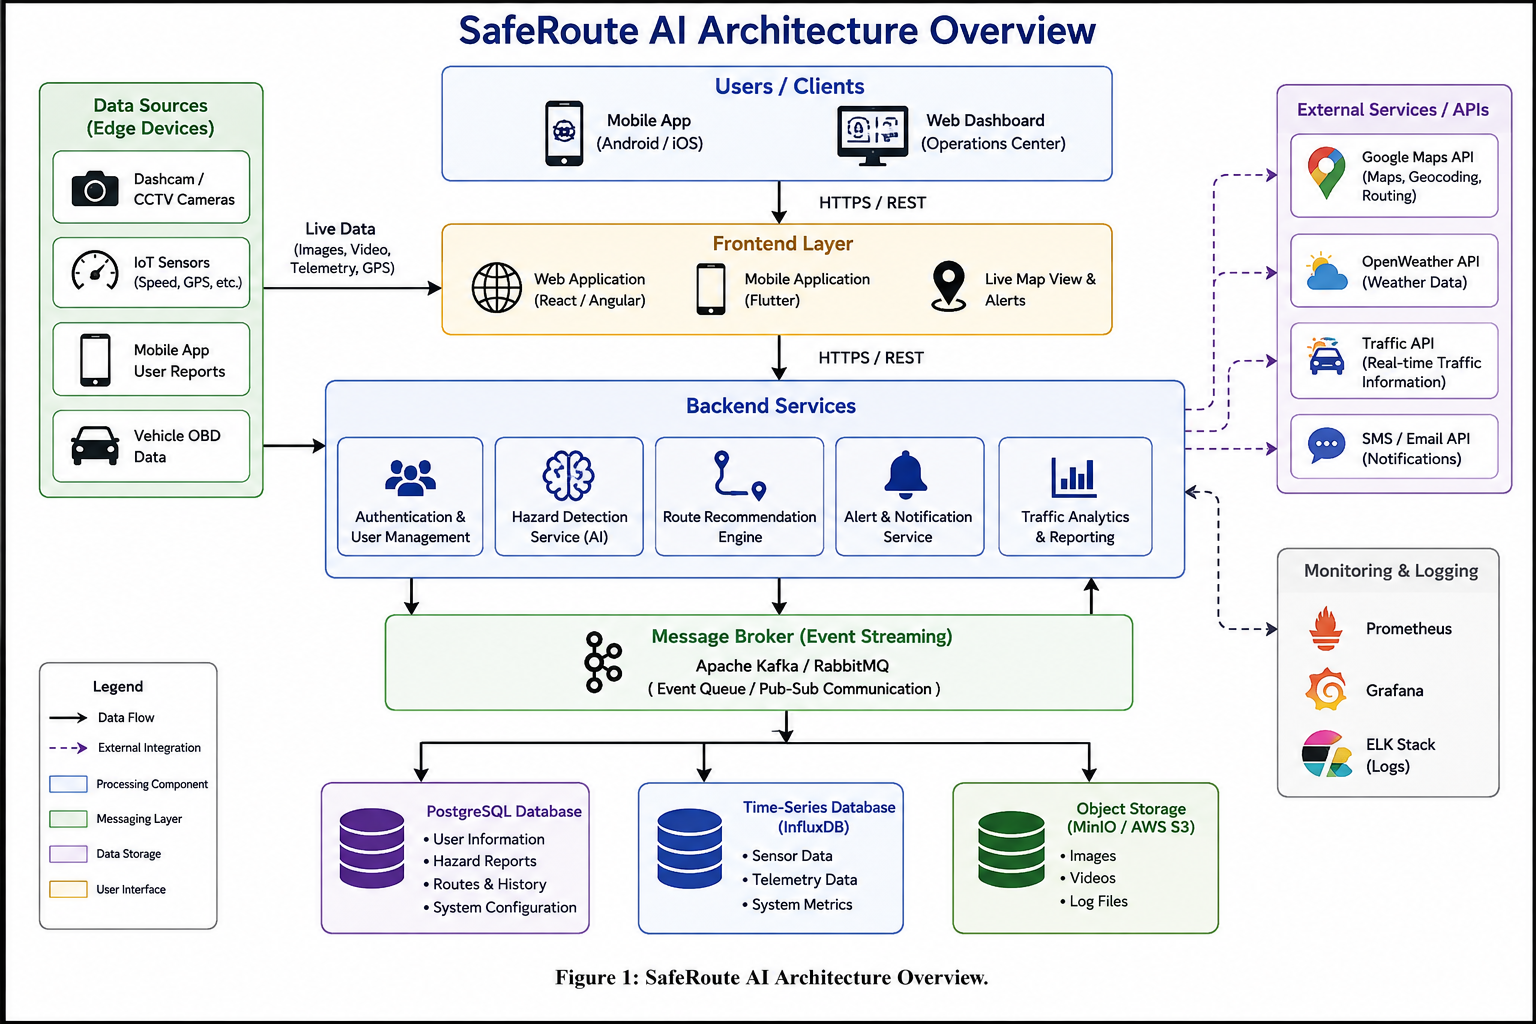 SafeRoute AI Architecture Overview
Users / Clients
Mobile App
(Android / iOS)
Web Dashboard
(Operations Center)
Data Sources
(Edge Devices)
Dashcam /
CCTV Cameras
IoT Sensors
(Speed, GPS, etc.)
Mobile App
User Reports
Vehicle OBD
Data
Live Data
(Images, Video,
Telemetry, GPS)
HTTPS / REST
Frontend Layer
Web Application
(React / Angular)
Mobile Application
(Flutter)
Live Map View &
Alerts
HTTPS / REST
Backend Services
Authentication &
User Management
Hazard Detection
Service (AI)
Route Recommendation
Engine
Alert & Notification
Service
Traffic Analytics
& Reporting
External Services / APIs
Google Maps API
(Maps, Geocoding,
Routing)
OpenWeather API
(Weather Data)
Traffic API
(Real-time Traffic
Information)
SMS / Email API
(Notifications)
Monitoring & Logging
Prometheus
Grafana
ELK Stack
(Logs)
Message Broker (Event Streaming)
Apache Kafka / RabbitMQ
( Event Queue / Pub-Sub Communication )
Legend
Data Flow
External Integration
Processing Component
Messaging Layer
Data Storage
User Interface
PostgreSQL Database
• User Information
• Hazard Reports
• Routes & History
• System Configuration
Time-Series Database
(InfluxDB)
• Sensor Data
• Telemetry Data
• System Metrics
Object Storage
(MinIO / AWS S3)
• Images
• Videos
• Log Files
Figure 1: SafeRoute AI Architecture Overview.